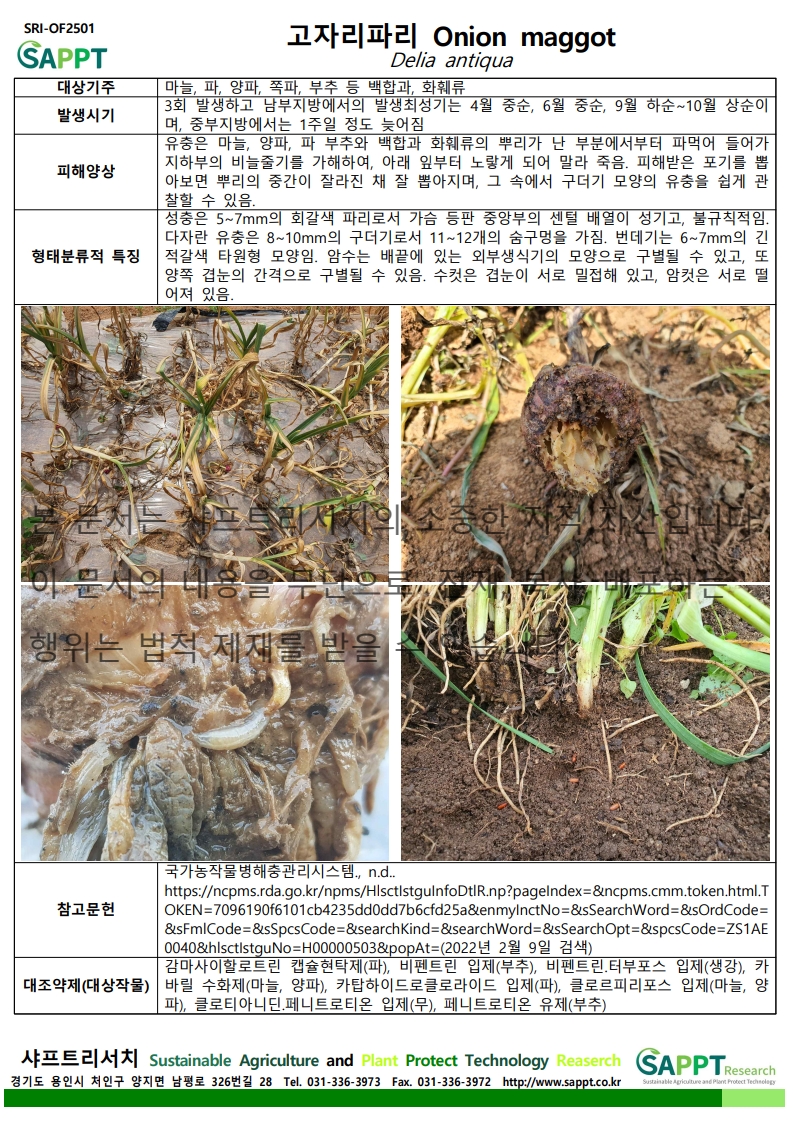 SRI-OF2501
SAPPT
고자리파리 Onion maggot
Delia antiqua
대상기주
마늘, 파, 양파, 쪽파, 부추 등 백합과, 화훼류
발생시기
3회 발생하고 남부지방에서의 발생최성기는 4월 중순, 6월 중순, 9월 하순~10월 상순이
며, 중부지방에서는 1주일 정도 늦어짐
피해양상
유충은 마늘, 양파, 파 부추와 백합과 화훼류의 뿌리가 난 부분에서부터 파먹어 들어가
지하부의 비늘줄기를 가해하여, 아래 잎부터 노랗게 되어 말라 죽음. 피해받은 포기를 뽑
아보면 뿌리의 중간이 잘라진 채 잘 뽑아지며, 그 속에서 구더기 모양의 유충을 쉽게 관
찰할 수 있음.
형태분류적 특징
성충은 5~7mm의 회갈색 파리로서 가슴 등판 중앙부의 센털 배열이 성기고, 불규칙적임.
다자란 유충은 8~10mm의 구더기로서 11~12개의 숨구멍을 가짐. 번데기는 6~7mm의 긴
적갈색 타원형 모양임. 암수는 배끝에 있는 외부생식기의 모양으로 구별될 수 있고, 또
양쪽 겹눈의 간격으로 구별될 수 있음. 수컷은 겹눈이 서로 밀접해 있고, 암컷은 서로 떨
어져 있음.
본 문서는 샤프트리서치의 소중한 지적 자산입니다
이 문서의 내용을 무단으로 전재, 복사, 배포하는
행위는 법적 제재를 받을 수 있습니다
참고문헌
국가농작물병해충관리시스템., n.d..
https://ncpms.rda.go.kr/npms/HlsctIstguInfoDtlR.np?pageIndex=&ncpms.cmm.token.html.T
OKEN=7096190f6101cb4235dd0dd7b6cfd25a&enmyInctNo=&sSearchWord=&sOrdCode=
&sFmlCode=&sSpcsCode=&searchKind=&searchWord=&sSearchOpt=&spcsCode=ZS1AE
0040&hlsctIstguNo=H00000503&popAt=(2022년 2월 9일 검색)
대조약제(대상작물)
감마사이할로트린 캡슐현탁제(파), 비펜트린 입제(부추), 비펜트린.터부포스 입제(생강), 카
바릴 수화제(마늘, 양파), 카탑하이드로클로라이드 입제(파), 클로르피리포스 입제(마늘, 양
파), 클로티아니딘.페니트로티온 입제(무), 페니트로티온 유제(부추)
샤프트리서치 Sustainable Agriculture and Plant Protect Technology Reaserch
경기도 용인시 처인구 양지면 남평로 326번길 28 Tel. 031-336-3973 Fax. 031-336-3972 http://www.sappt.co.kr
SAPPT Research
Sustainable Agriculture and Plant Protect Technology